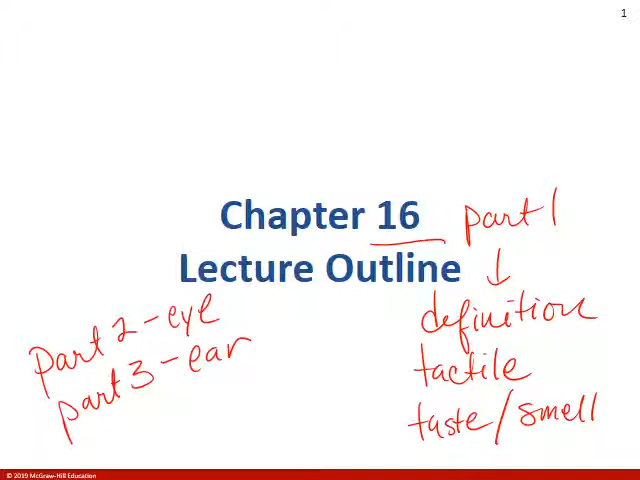 1
Chapter 16 part 1
Lecture Outline
definition
tactile
taste/smell
part 2-eye
part 3-ear
© 2019 McGraw-Hill Education